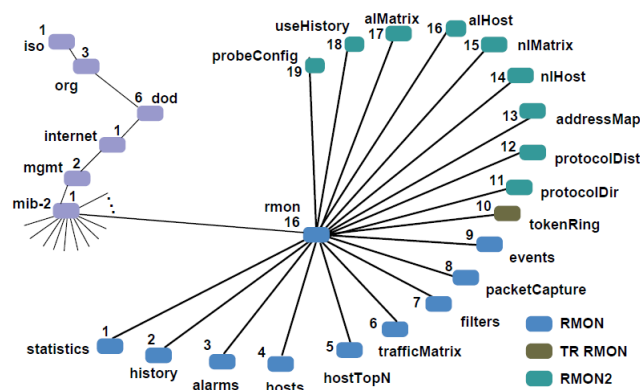 1
iso
3
org
6
dod
internet
1
mgmt
2
mib-2
1
rmon
16
probeConfig
19
useHistory
18
alMatrix
17
alHost
16
nlMatrix
15
nlHost
14
addressMap
13
protocolDist
12
protocolDir
11
tokenRing
10
events
9
packetCapture
8
filters
7
trafficMatrix
6
hostTopN
5
hosts
4
alarms
3
history
2
statistics
1
RMON
TR RMON
RMON2